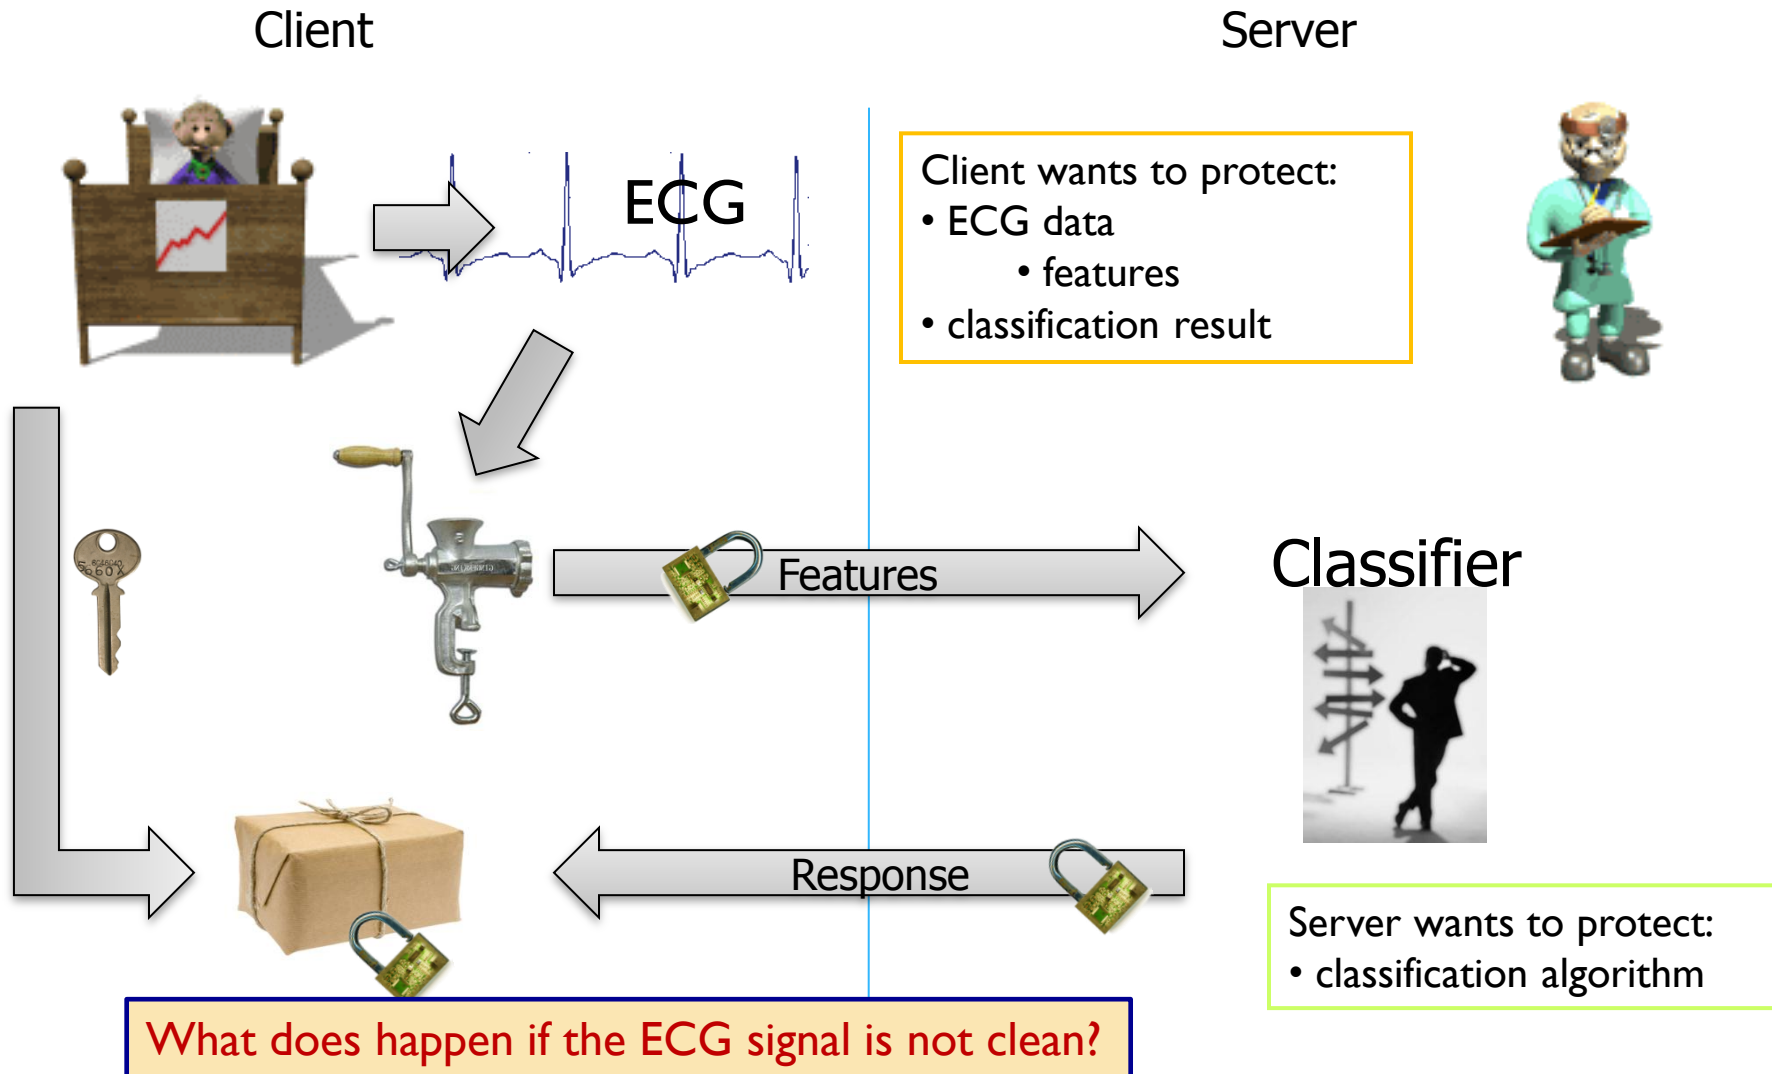 Client
Server
ECG
Client wants to protect:
• ECG data
• features
• classification result
Features
Classifier
Response
Server wants to protect:
• classification algorithm
What does happen if the ECG signal is not clean?